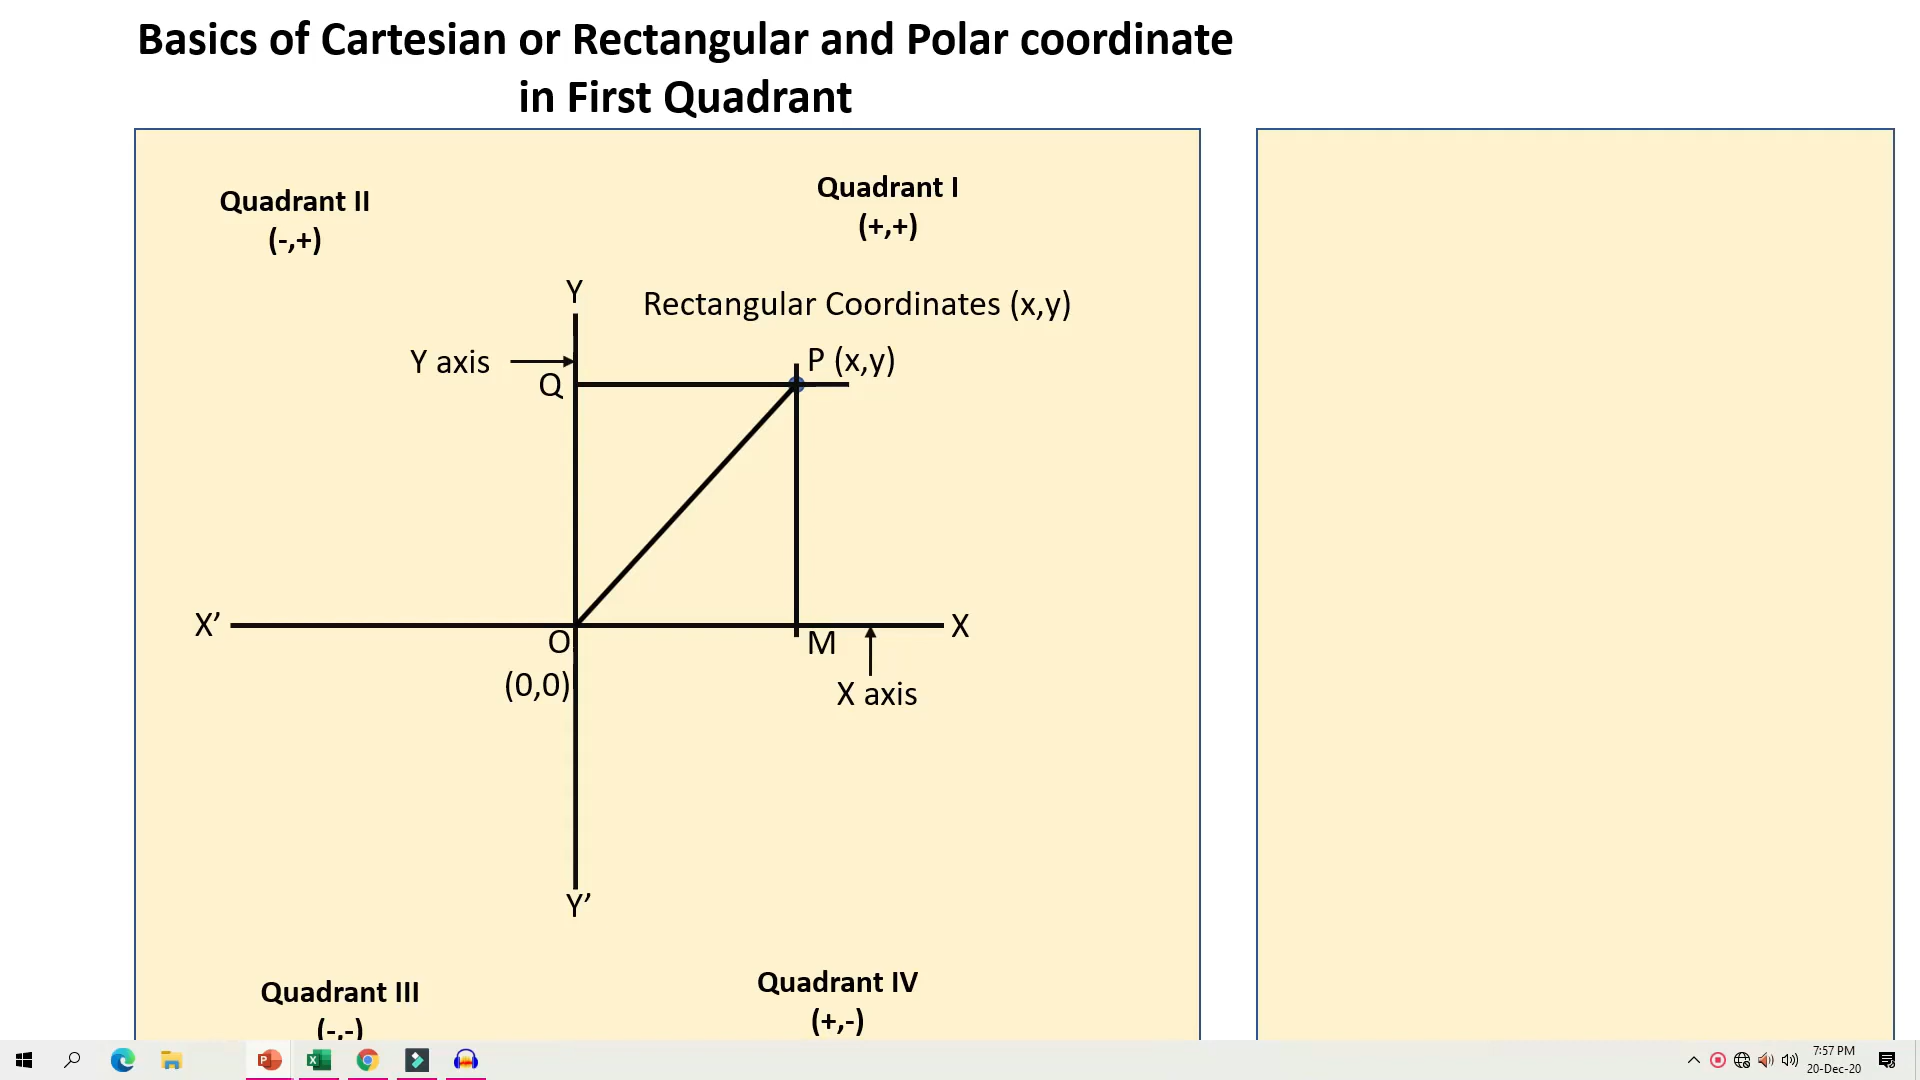 Basics of Cartesian or Rectangular and Polar coordinate
in First Quadrant
Quadrant II
(-,+)
Quadrant I
(+,+)
Y
Rectangular Coordinates (x,y)
Y axis
P (x,y)
Q
X’
X
O
M
(0,0)
X axis
Y’
Quadrant III
(-,-)
Quadrant IV
(+,-)
7:57 PM
20-Dec-20